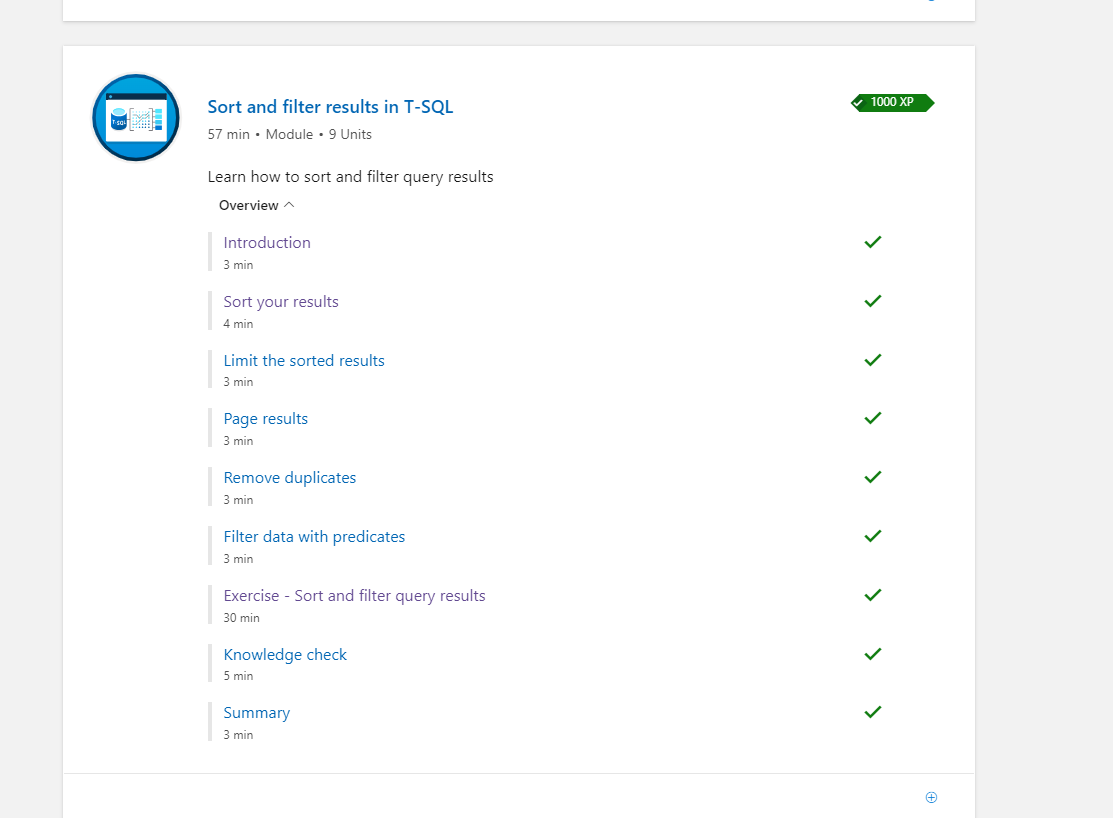 Sort and filter results in T-SQL
1000 XP
57 min • Module • 9 Units
T-SQL
Learn how to sort and filter query results
Overview
Introduction
3 min
Sort your results
4 min
Limit the sorted results
3 min
Page results
3 min
Remove duplicates
3 min
Filter data with predicates
3 min
Exercise - Sort and filter query results
30 min
Knowledge check
5 min
Summary
3 min